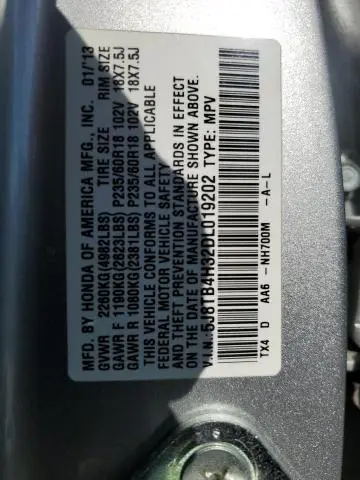 MFD. BY HONDA OF AMERICA MFG., INC. 01/'13
GVWR 2260KG(4982LBS) TIRE SIZE RIM SIZE
GAWR F 1190KG(2623LBS) P235/60R18 102V 18X7.5J
GAWR R 1080KG(2381LBS) P235/60R18 102V 18X7.5J
THIS VEHICLE CONFORMS TO ALL APPLICABLE
FEDERAL MOTOR VEHICLE SAFETY, BUMPER,
AND THEFT PREVENTION STANDARDS IN EFFECT
ON THE DATE OF MANUFACTURE SHOWN ABOVE.
V.I.N.: 5J8TB4H32DL019202 TYPE: MPV
TX4 D AA6 -NH700M -A-L